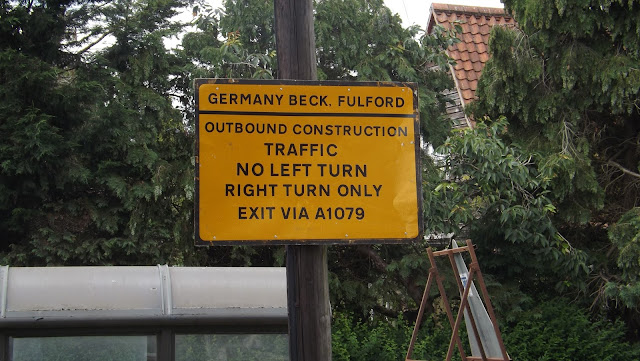 GERMANY BECK, FULFORD
OUTBOUND CONSTRUCTION
TRAFFIC
NO LEFT TURN
RIGHT TURN ONLY
EXIT VIA A1079